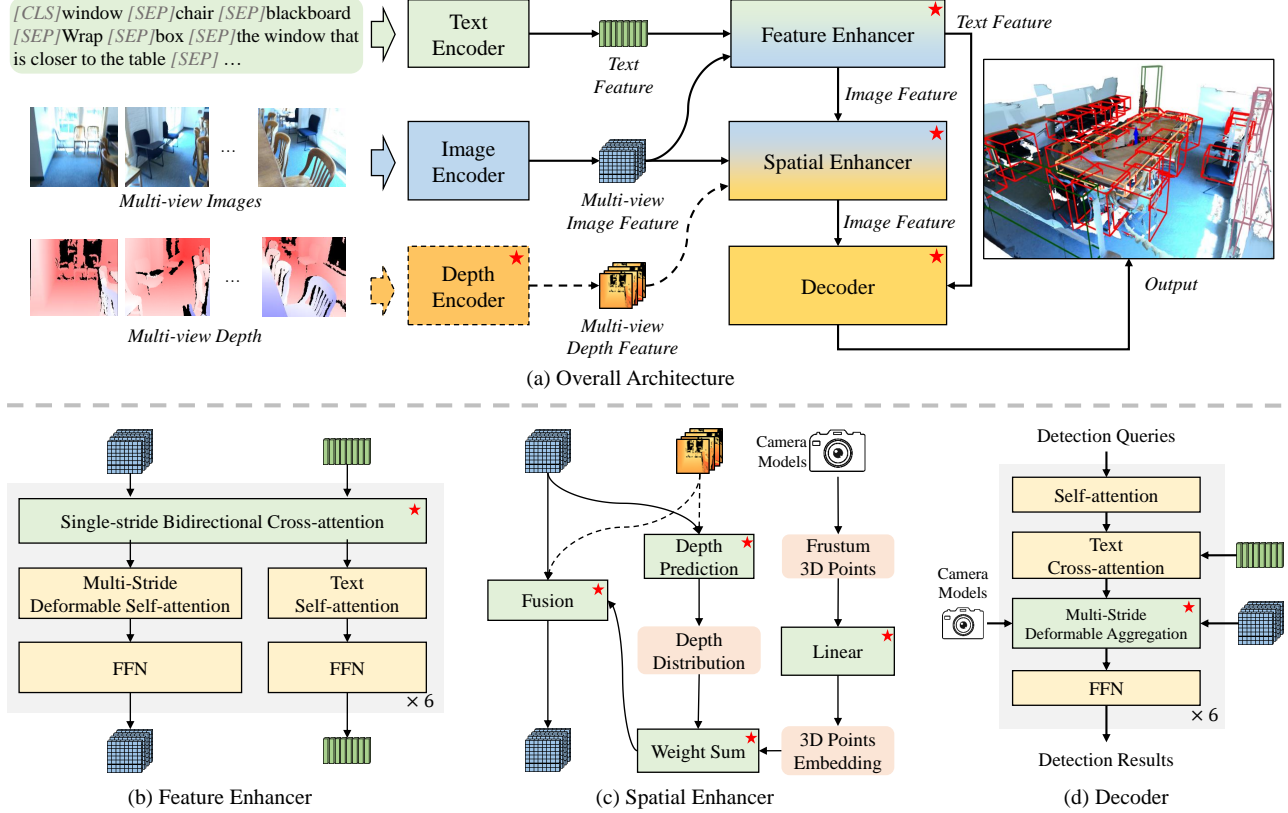 [CLS]window [SEP]chair [SEP]blackboard
[SEP]Wrap [SEP]box [SEP]the window that
is closer to the table [SEP] ...
Text
Encoder
Text
Feature
Feature Enhancer
Text Feature
Image Feature
...
Multi-view Images
Image
Encoder
Multi-view
Image Feature
Spatial Enhancer
Image Feature
...
Multi-view Depth
Depth
Encoder
Multi-view
Depth Feature
Decoder
Output
(a) Overall Architecture
Single-stride Bidirectional Cross-attention
Multi-Stride
Deformable Self-attention
Text
Self-attention
FFN
FFN
× 6
(b) Feature Enhancer
Camera
Models
Depth
Prediction
Frustum
3D Points
Fusion
Depth
Distribution
Linear
Weight Sum
3D Points
Embedding
(c) Spatial Enhancer
Detection Queries
Self-attention
Text
Cross-attention
Camera
Models
Multi-Stride
Deformable Aggregation
FFN
× 6
Detection Results
(d) Decoder